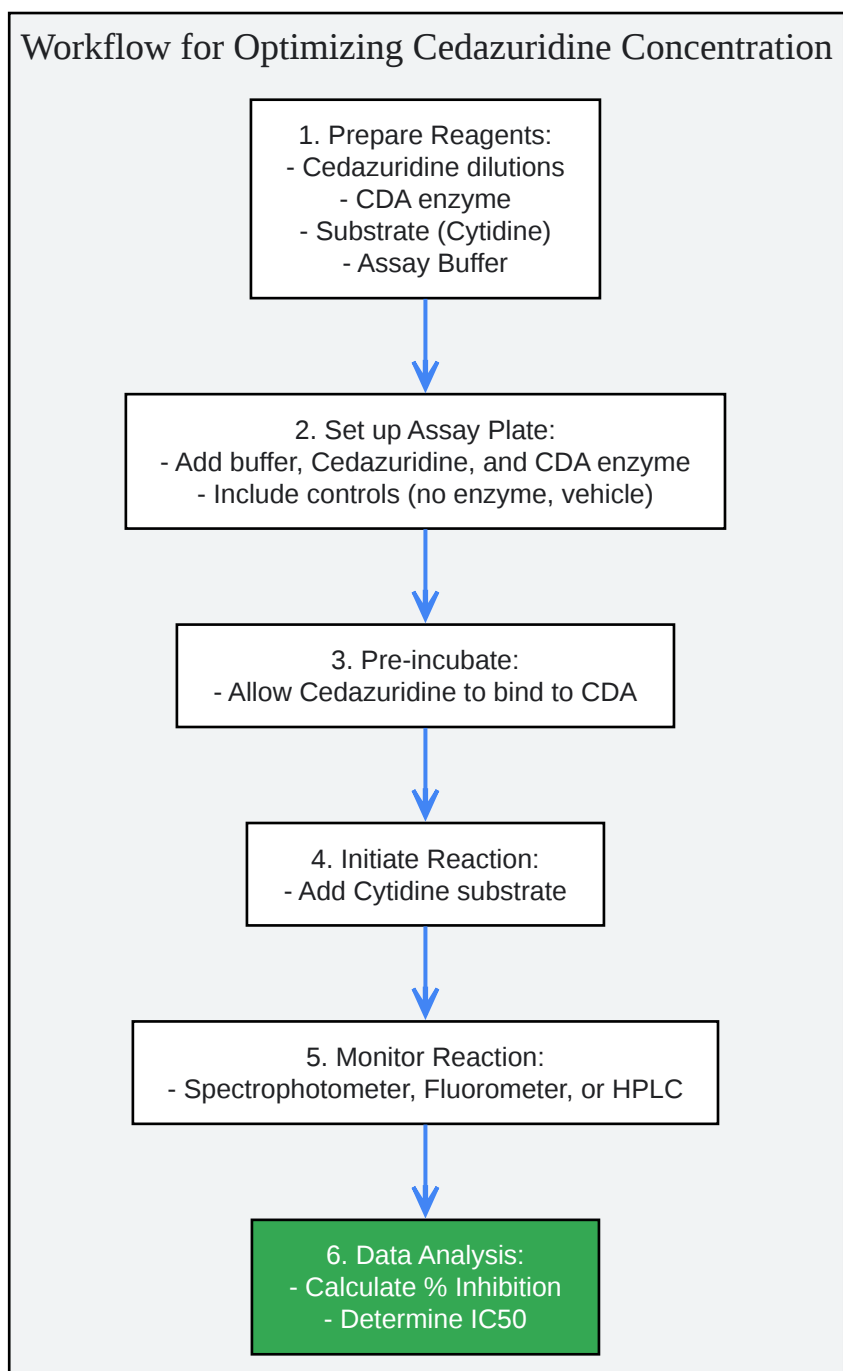 Workflow for Optimizing Cedazuridine Concentration
1. Prepare Reagents:
- Cedazuridine dilutions
- CDA enzyme
- Substrate (Cytidine)
- Assay Buffer
2. Set up Assay Plate:
- Add buffer, Cedazuridine, and CDA enzyme
- Include controls (no enzyme, vehicle)
3. Pre-incubate:
- Allow Cedazuridine to bind to CDA
4. Initiate Reaction:
- Add Cytidine substrate
5. Monitor Reaction:
- Spectrophotometer, Fluorometer, or HPLC
6. Data Analysis:
- Calculate % Inhibition
- Determine IC50